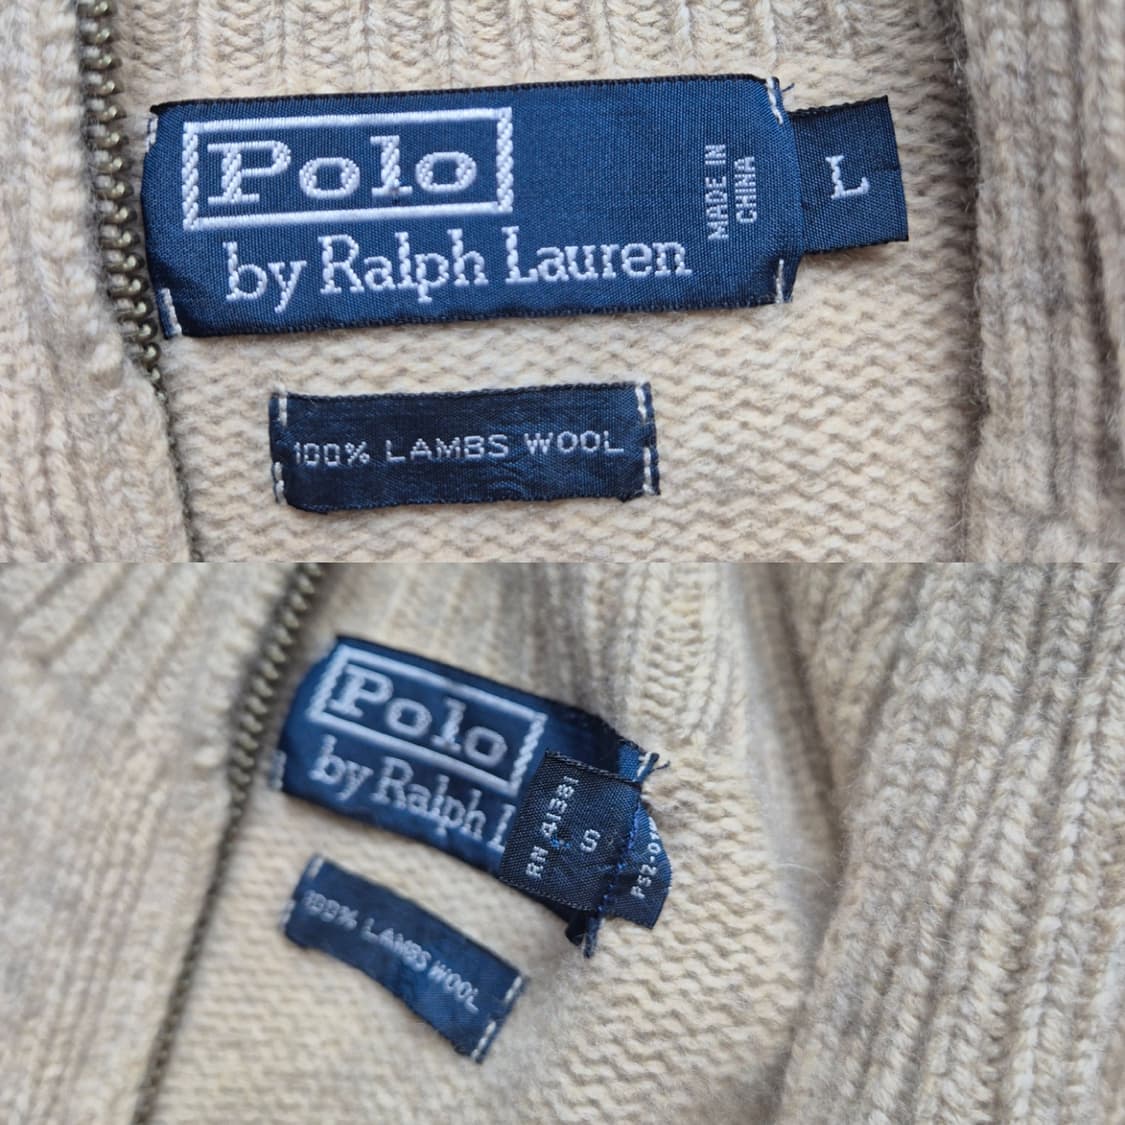 Polo
by Ralph Lauren
MADE IN
CHINA
L
100% LAMBS WOOL
Polo
by Ralph L
RN 41381
S
100% LAMBS WOOL